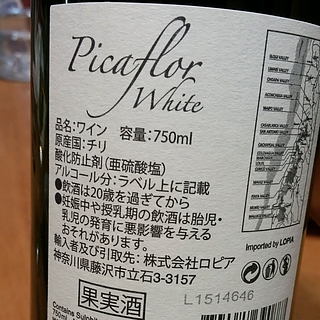 Picaflor
White
品名:ワイン 容量:750ml
原産国:チリ
酸化防止剤(亜硫酸塩)
アルコール分:ラベル上に記載
●飲酒は20歳を過ぎてから
●妊娠中や授乳期の飲酒は胎児・
乳児の発育に悪影響を与える
おそれがあります。
輸入者及び引取先:株式会社ロピア
神奈川県藤沢市立石3-3157
果実酒
Imported by LOPIA
L1514646
Contains Sulphit
750ml